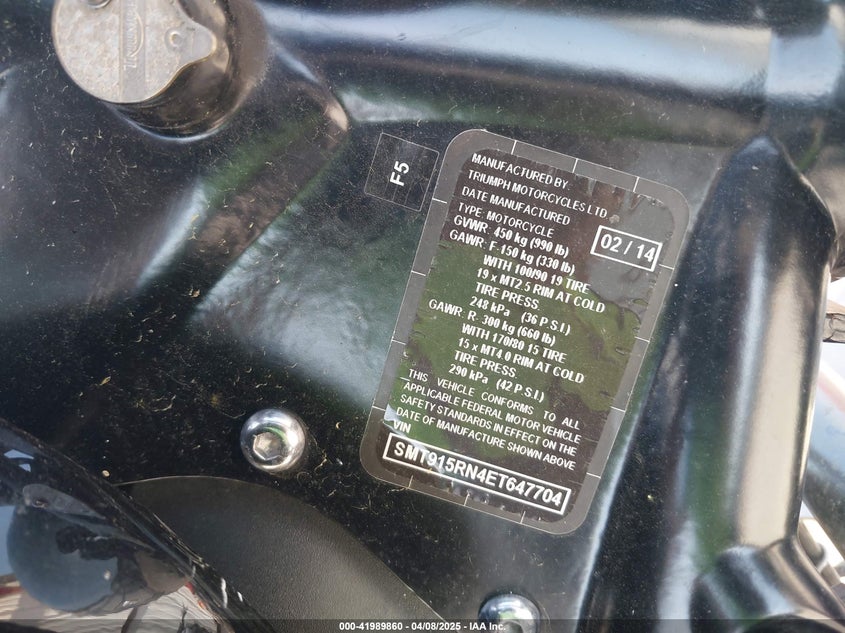 TRIUMPH
F5
MANUFACTURED BY:
TRIUMPH MOTORCYCLES LTD
DATE MANUFACTURED
02 / 14
TYPE: MOTORCYCLE
GVWR: 450 kg (990 lb)
GAWR: F-150 kg (330 lb)
WITH 100/90 19 TIRE
19 x MT2.5 RIM AT COLD
TIRE PRESS.
248 kPa (36 P.S.I.)
GAWR: R- 300 kg (660 lb)
WITH 170/80 15 TIRE
15 x MT4.0 RIM AT COLD
TIRE PRESS
290 kPa (42 P.S.I.)
THIS VEHICLE CONFORMS TO ALL
APPLICABLE FEDERAL MOTOR VEHICLE
SAFETY STANDARDS IN EFFECT ON THE
DATE OF MANUFACTURE SHOWN ABOVE
VIN
SMT915RN4ET647704
000-41989860 - 04/08/2025 - IAA Inc.